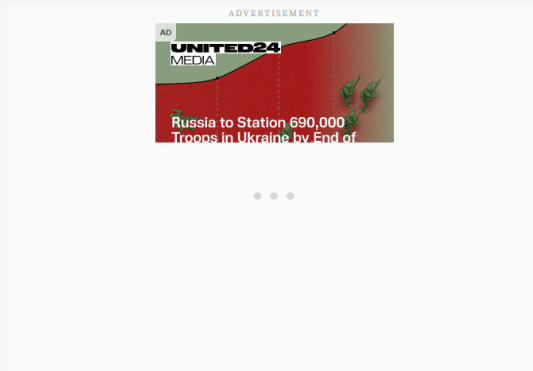 ADVERTISEMENT
AD
UNITED24
MEDIA
Russia to Station 690,000
Troops in Ukraine by End of